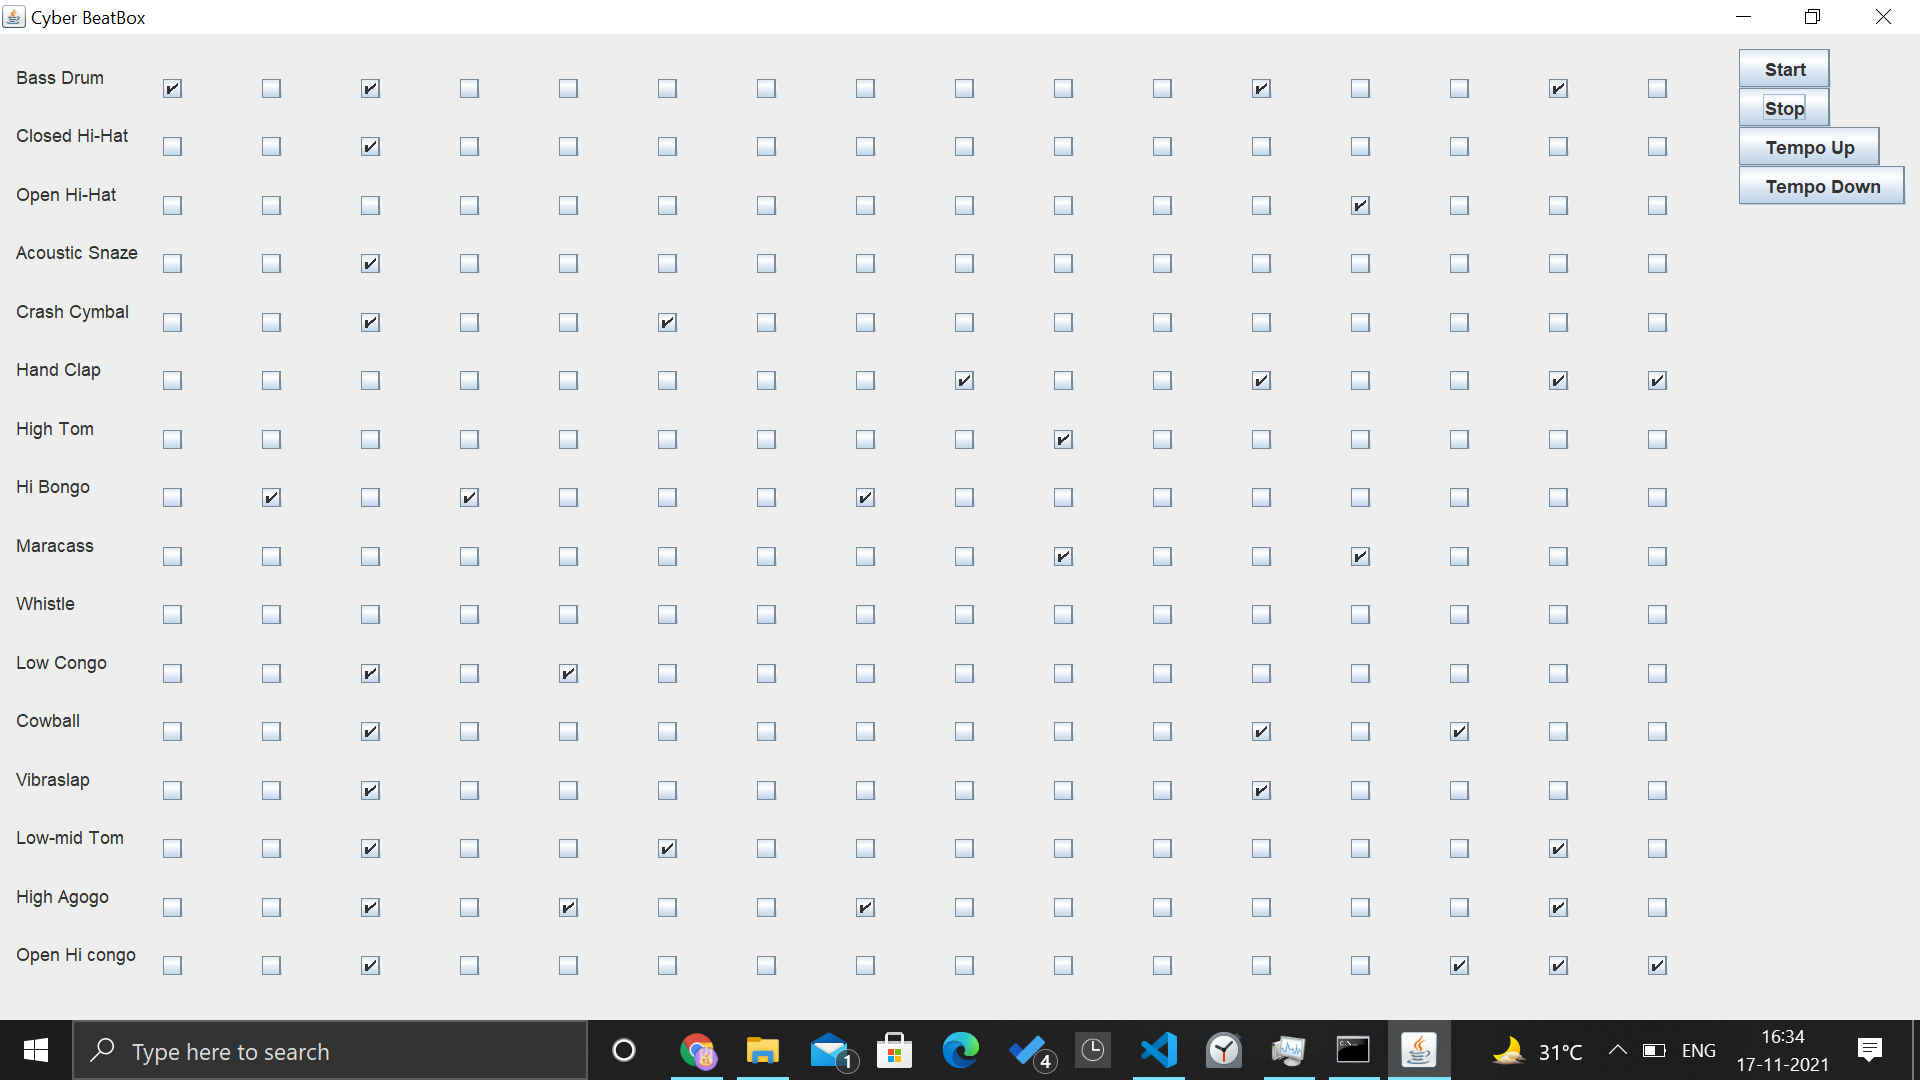 Cyber BeatBox
Bass Drum
Start
Stop
Closed Hi-Hat
Tempo Up
Tempo Down
Open Hi-Hat
Acoustic Snaze
Crash Cymbal
Hand Clap
High Tom
Hi Bongo
Maracass
Whistle
Low Congo
Cowball
Vibraslap
Low-mid Tom
High Agogo
Open Hi congo
Type here to search
1
4
31°C
ENG
16:34
17-11-2021